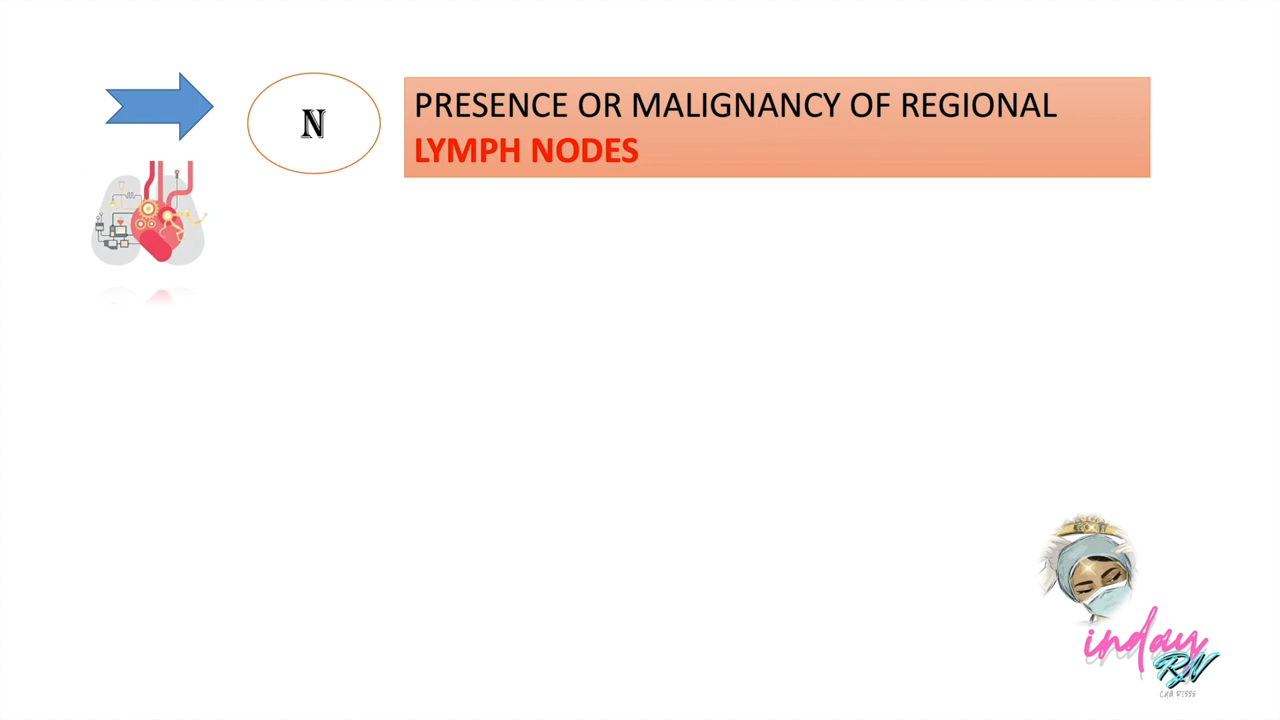 N
PRESENCE OR MALIGNANCY OF REGIONAL
LYMPH NODES
inday
RN